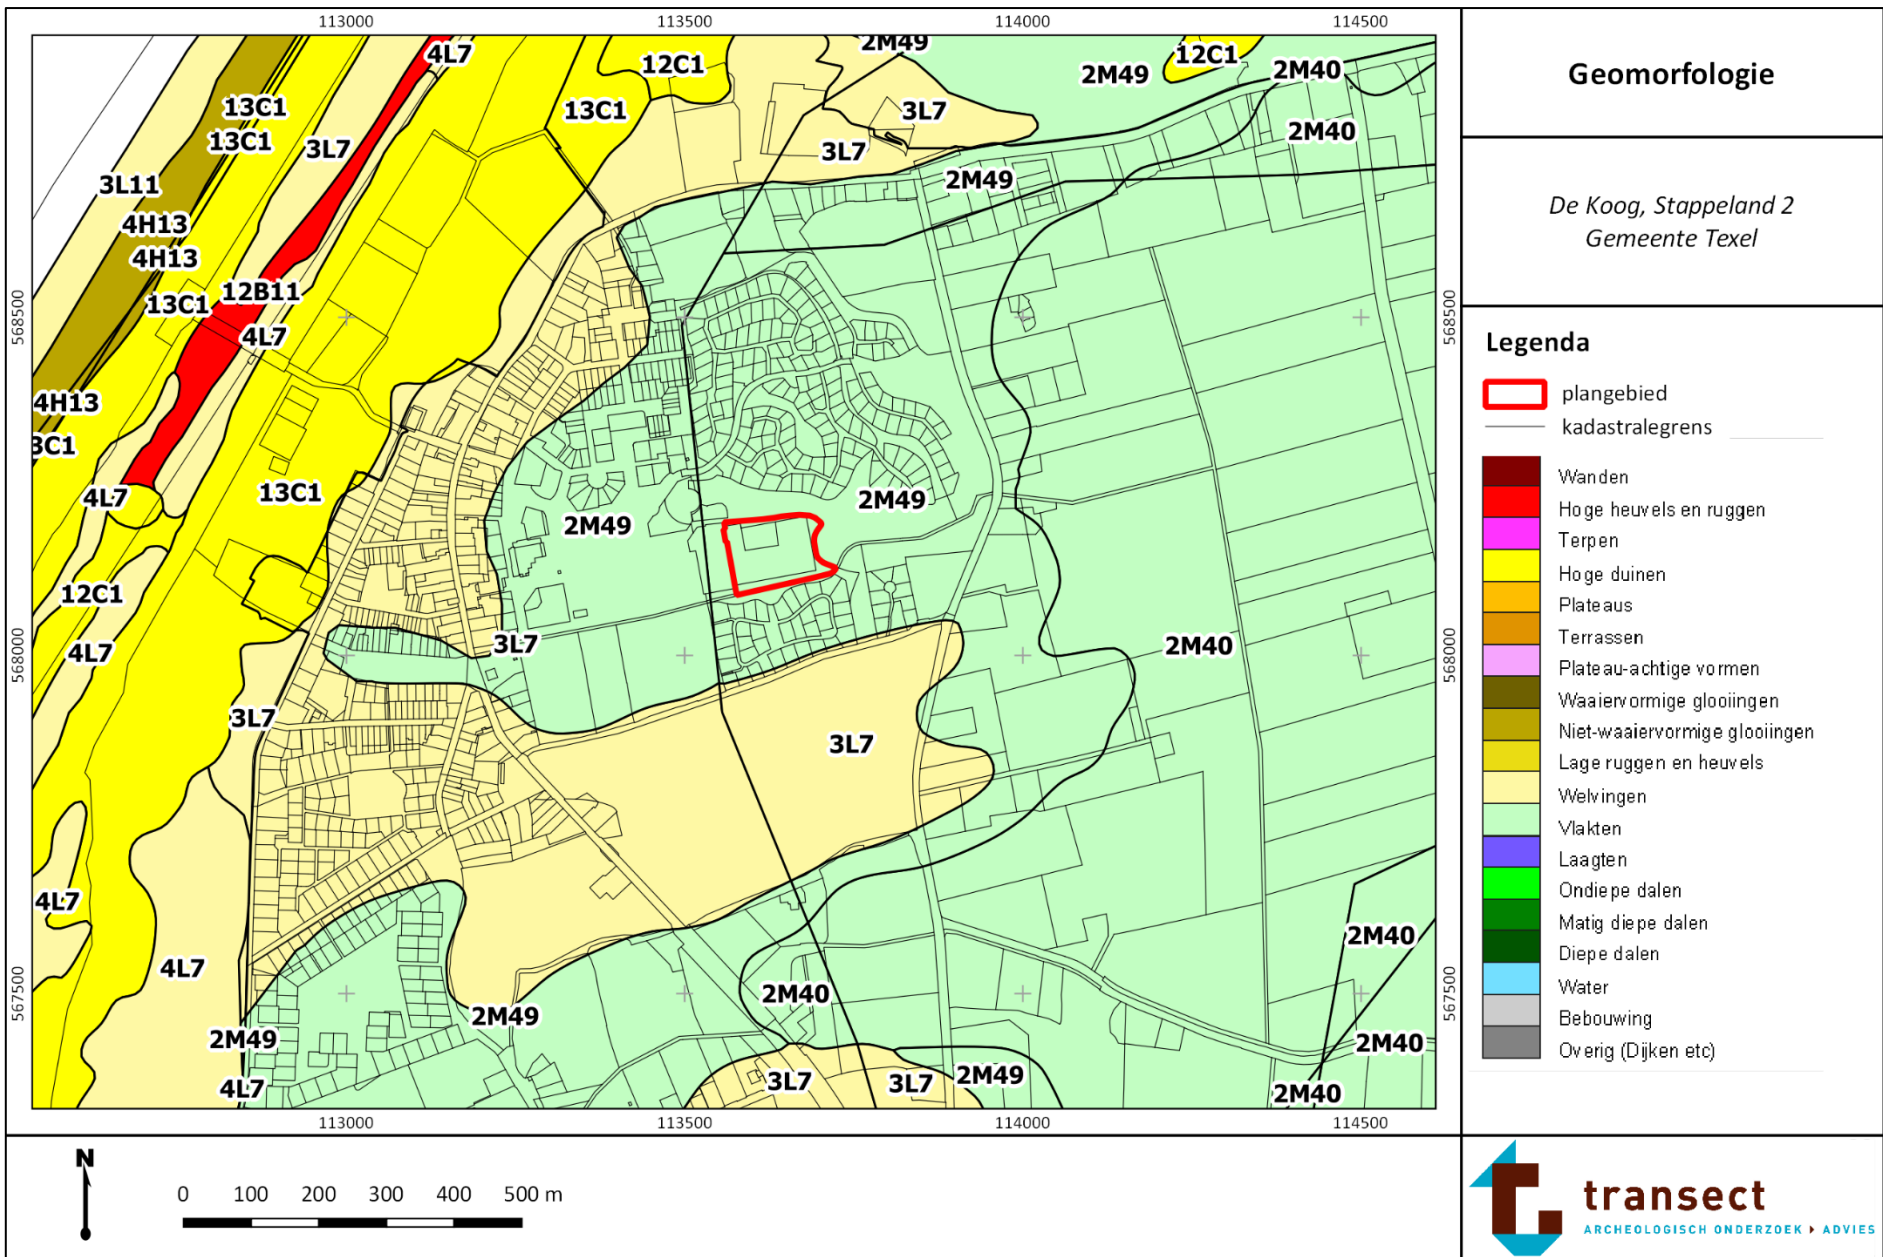 113000 113500 114000 114500
4L7 2M49
12C1 12C1
2M49 2M40
13C1 13C1 3L7
13C1 3L7 3L7 2M40
3L11 2M49
4H13
4H13
12B11
13C1
4L7
568500 568500
4H13
3C1
4L7 13C1 2M49
2M49
12C1
4L7 3L7 2M40
568000 568000
3L7 3L7
4L7
2M40
4L7 2M40
567500 567500
2M49
2M49 2M40
4L7 3L7 3L7 2M49 2M40
113000 113500 114000 114500
N
0 100 200 300 400 500 m
Geomorfologie
De Koog, Stappeland 2
Gemeente Texel
Legenda
plangebied
kadastralegrens
Wanden
Hoge heuvels en ruggen
Terpen
Hoge duinen
Plateaus
Terrassen
Plateau-achtige vormen
Waaiervormige glooiingen
Niet-waaiervormige glooiingen
Lage ruggen en heuvels
Welvingen
Vlakten
Laagten
Ondiepe dalen
Matig diepe dalen
Diepe dalen
Water
Bebouwing
Overig (Dijken etc)
transect
ARCHEOLOGISCH ONDERZOEK ▸ ADVIES